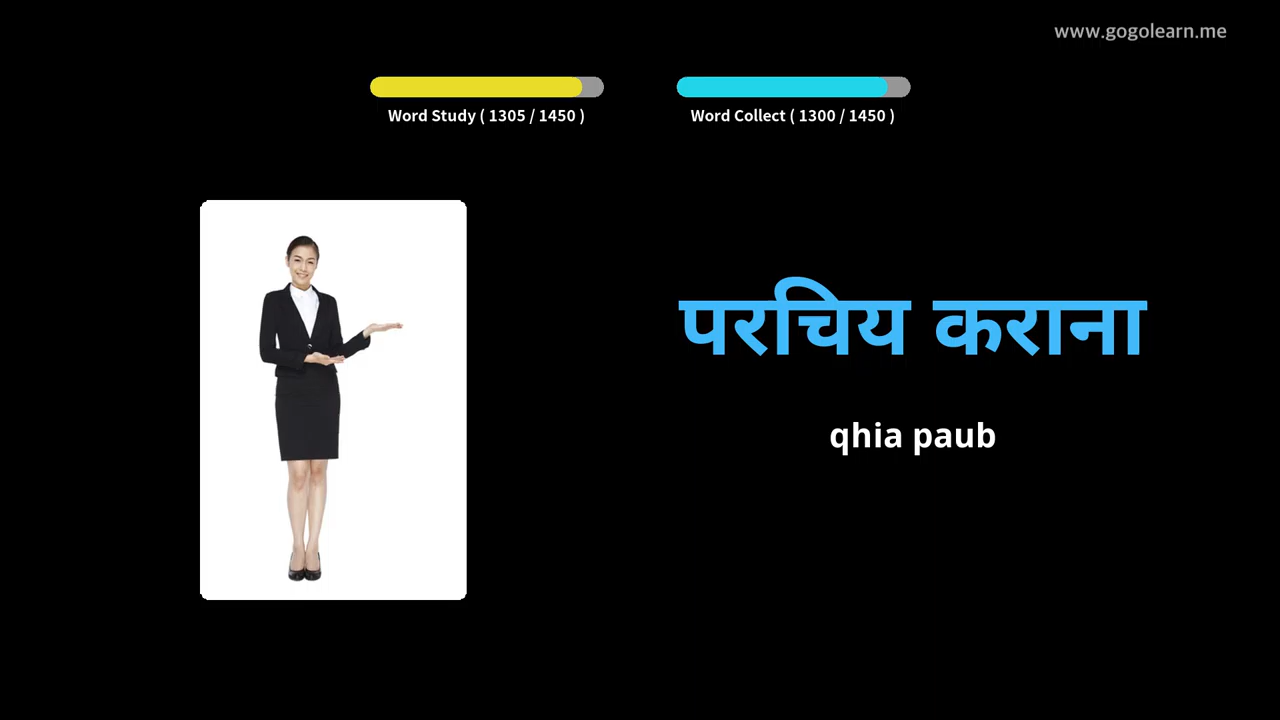 www.gogolearn.me
Word Study ( 1305 / 1450 )
Word Collect ( 1300 / 1450 )
परिचय कराना
qhia paub